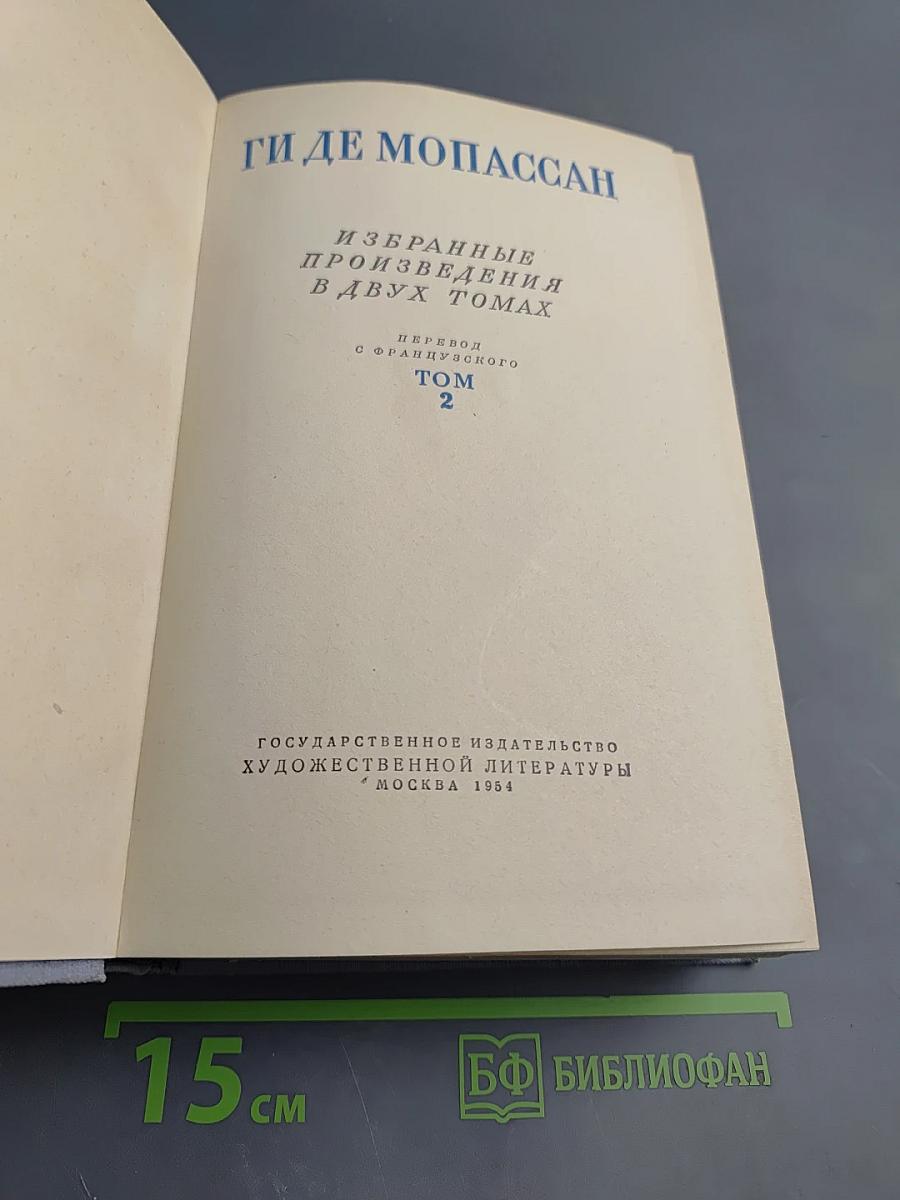 ГИ ДЕ МОПАССАН
ИЗБРАННЫЕ
ПРОИЗВЕДЕНИЯ
В ДВУХ ТОМАХ
ПЕРЕВОД
С ФРАНЦУЗСКОГО
ТОМ
2
ГОСУДАРСТВЕННОЕ ИЗДАТЕЛЬСТВО
ХУДОЖЕСТВЕННОЙ ЛИТЕРАТУРЫ
МОСКВА 1954
15 см
БФ БИБЛИОФАН